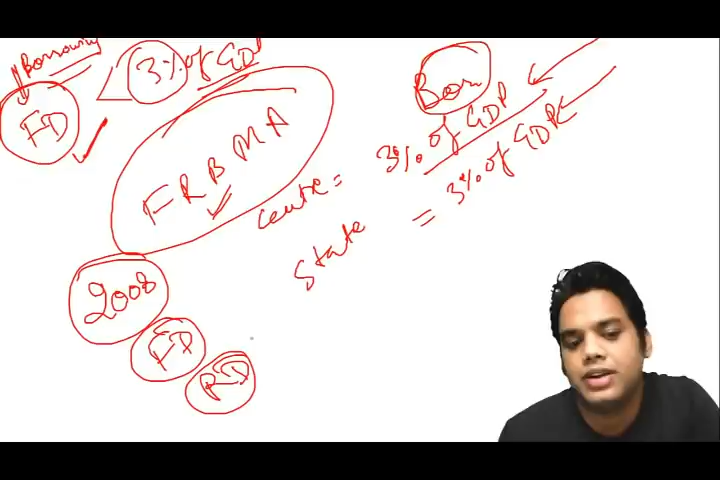 Borrowing
FD < 3% of GDP
FRBMA
2008
FD
RD
Borr
Centre = 3% of GDP
State = 3% of GDP